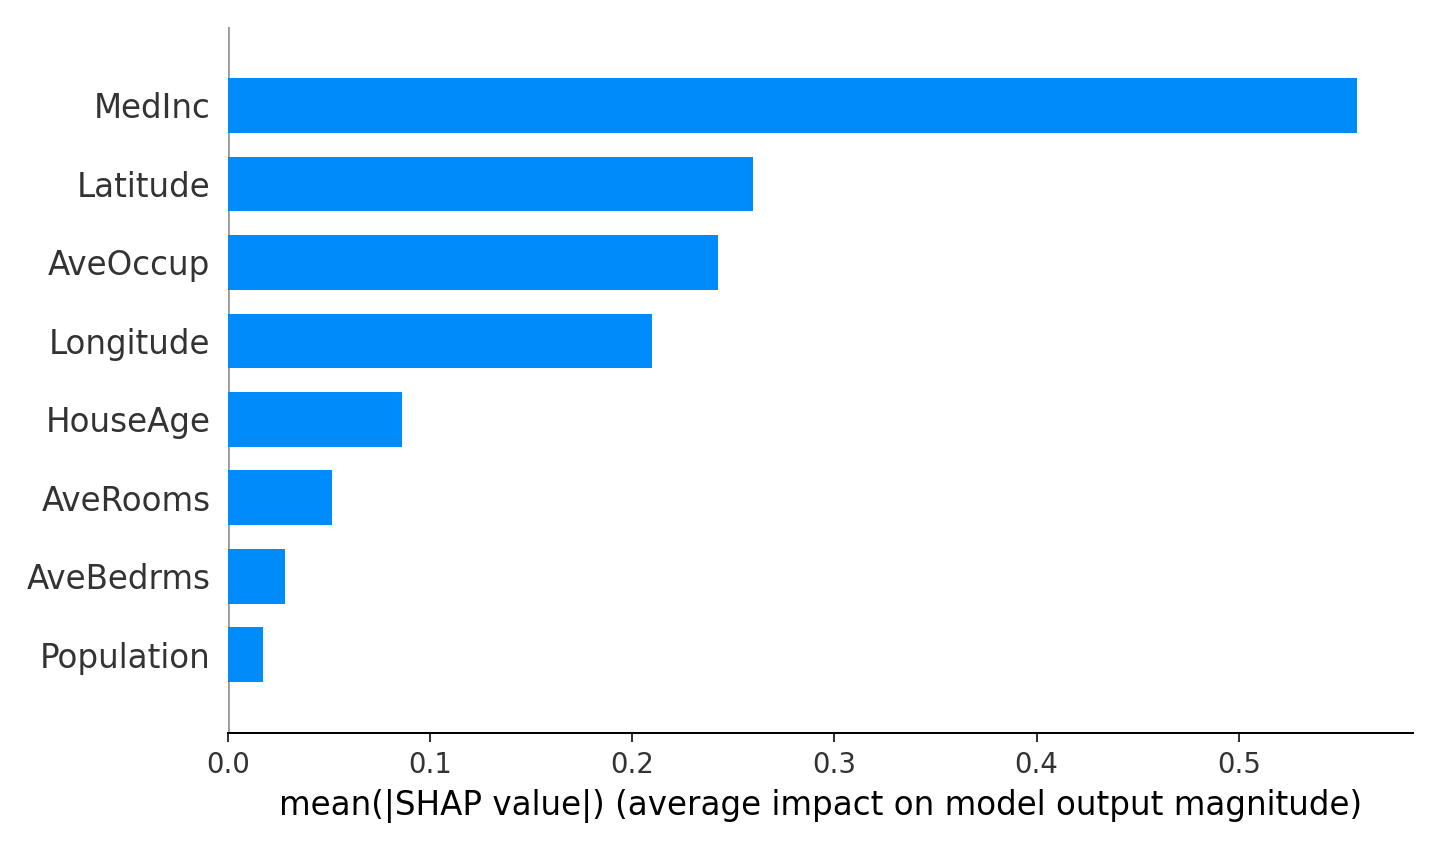 MedInc
Latitude
AveOccup
Longitude
HouseAge
AveRooms
AveBedrms
Population
0.0 0.1 0.2 0.3 0.4 0.5
mean(|SHAP value|) (average impact on model output magnitude)